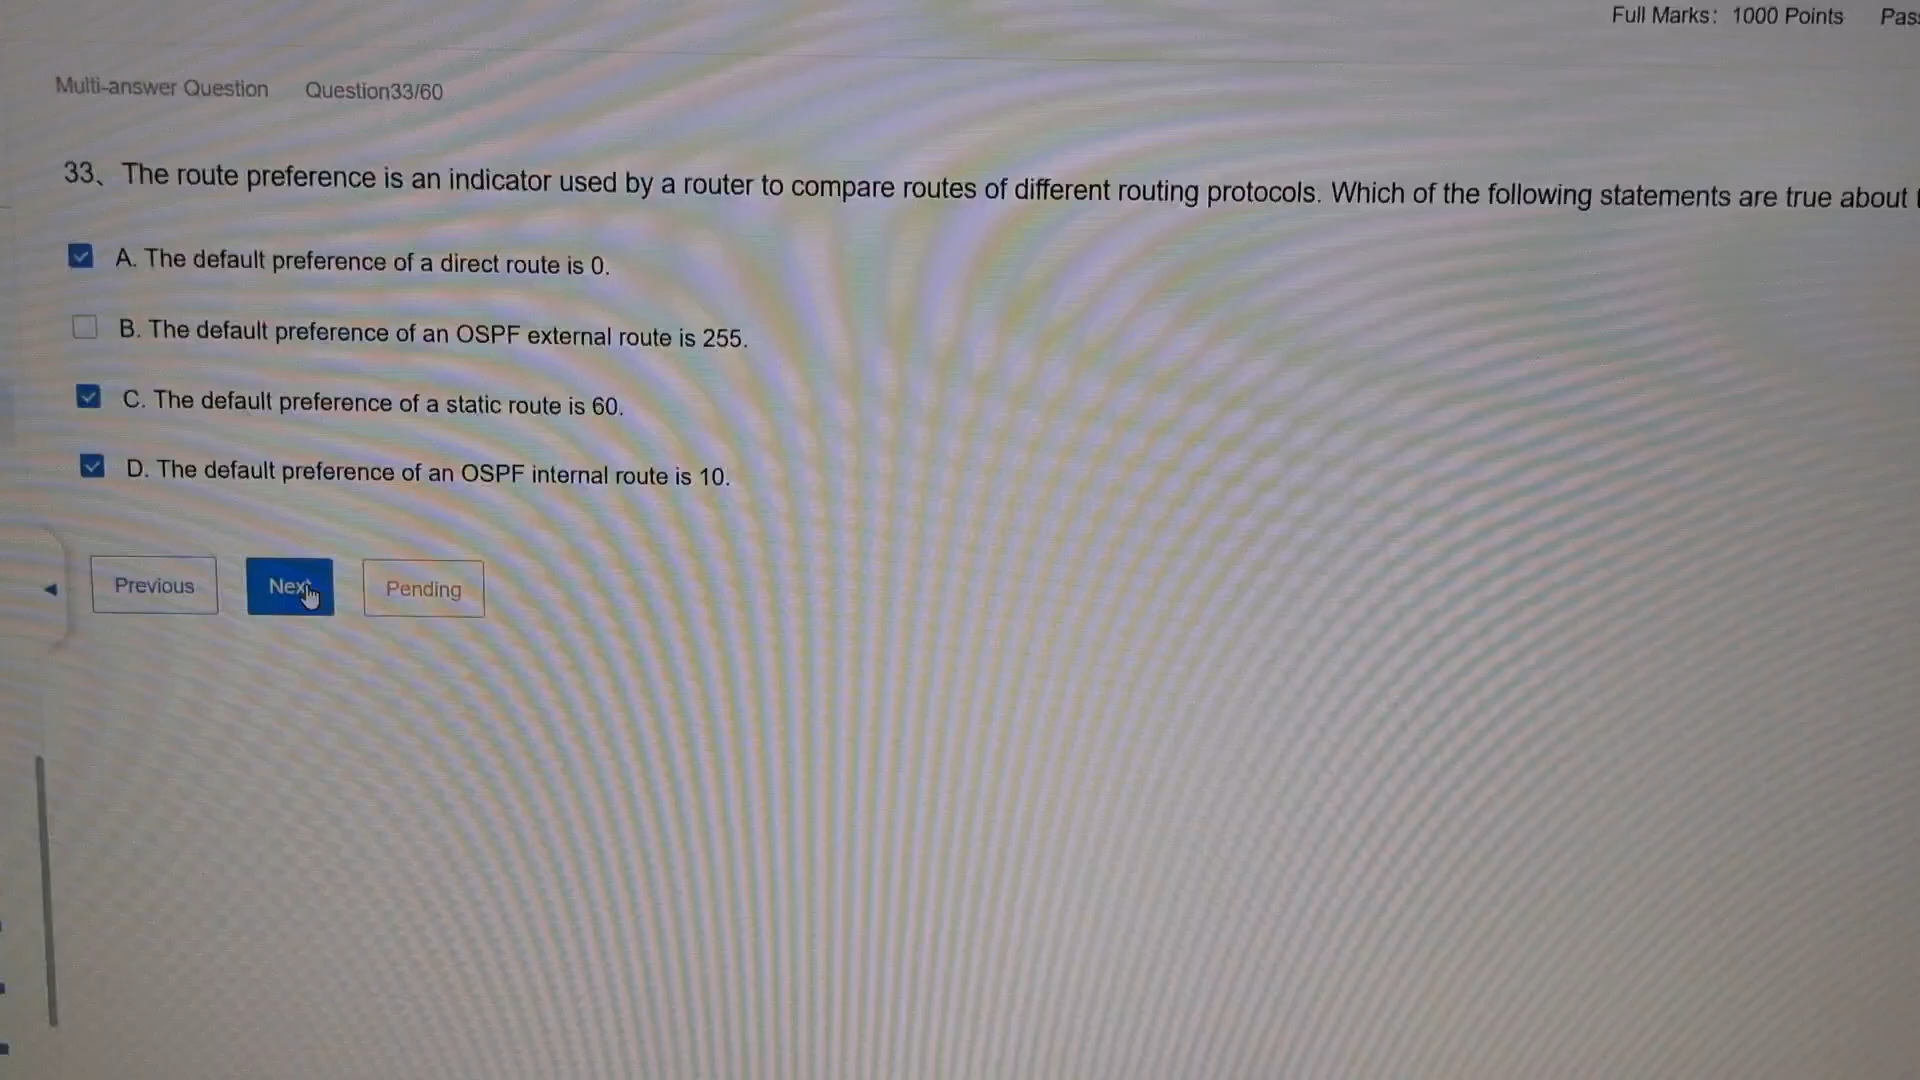 Full Marks: 1000 Points
Multi-answer Question Question33/60
33、The route preference is an indicator used by a router to compare routes of different routing protocols. Which of the following statements are true about
A. The default preference of a direct route is 0.
B. The default preference of an OSPF external route is 255.
C. The default preference of a static route is 60.
D. The default preference of an OSPF internal route is 10.
Previous
Next
Pending